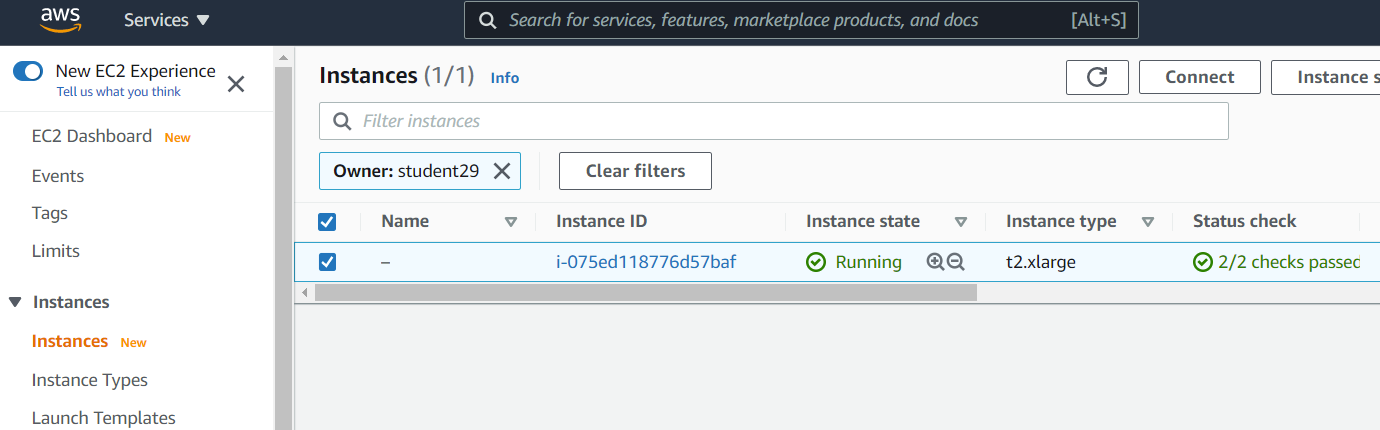 aws Services Search for services, features, marketplace products, and docs [Alt+S]
New EC2 Experience
Tell us what you think
EC2 Dashboard New
Events
Tags
Limits
Instances
Instances New
Instance Types
Launch Templates
Instances (1/1) Info Connect Instance s
Filter instances
Owner: student29 Clear filters
Name Instance ID Instance state Instance type Status check
– i-075ed118776d57baf Running t2.xlarge 2/2 checks passed